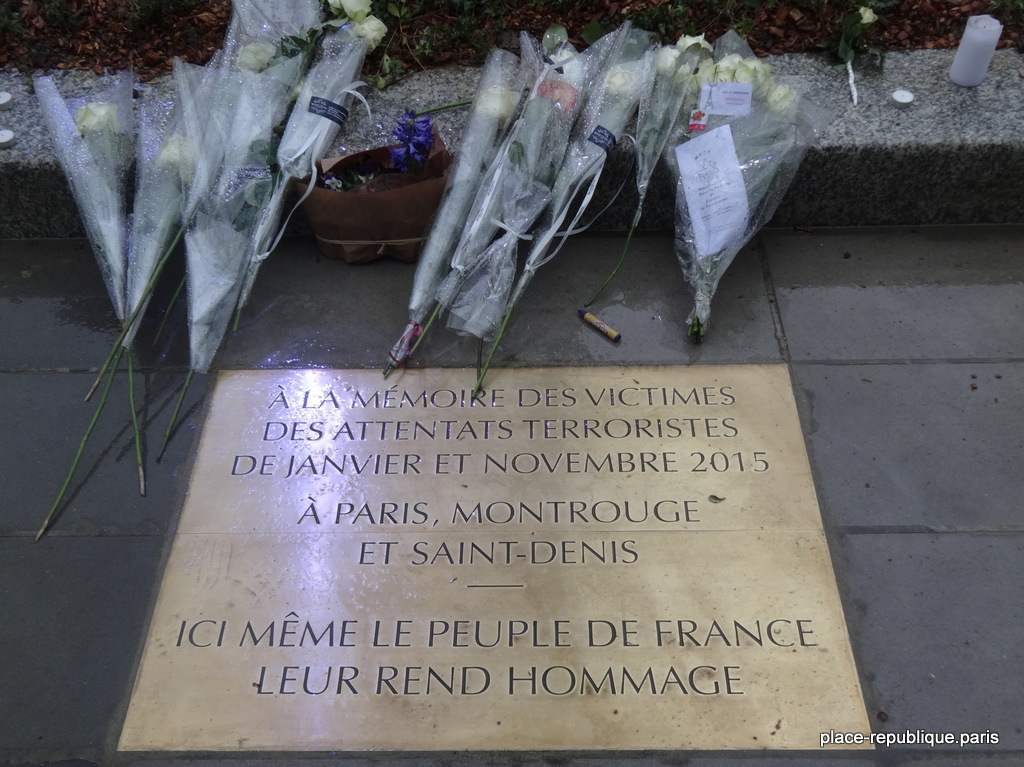 À LA MÉMOIRE DES VICTIMES
DES ATTENTATS TERRORISTES
DE JANVIER ET NOVEMBRE 2015
À PARIS, MONTROUGE
ET SAINT-DENIS
ICI MÊME LE PEUPLE DE FRANCE
LEUR REND HOMMAGE
place-republique.paris